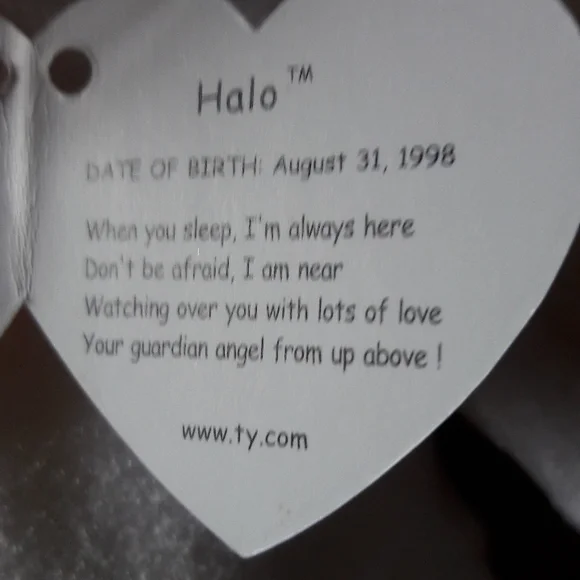 Halo™
DATE OF BIRTH: August 31, 1998
When you sleep, I'm always here
Don't be afraid, I am near
Watching over you with lots of love
Your guardian angel from up above !
www.ty.com